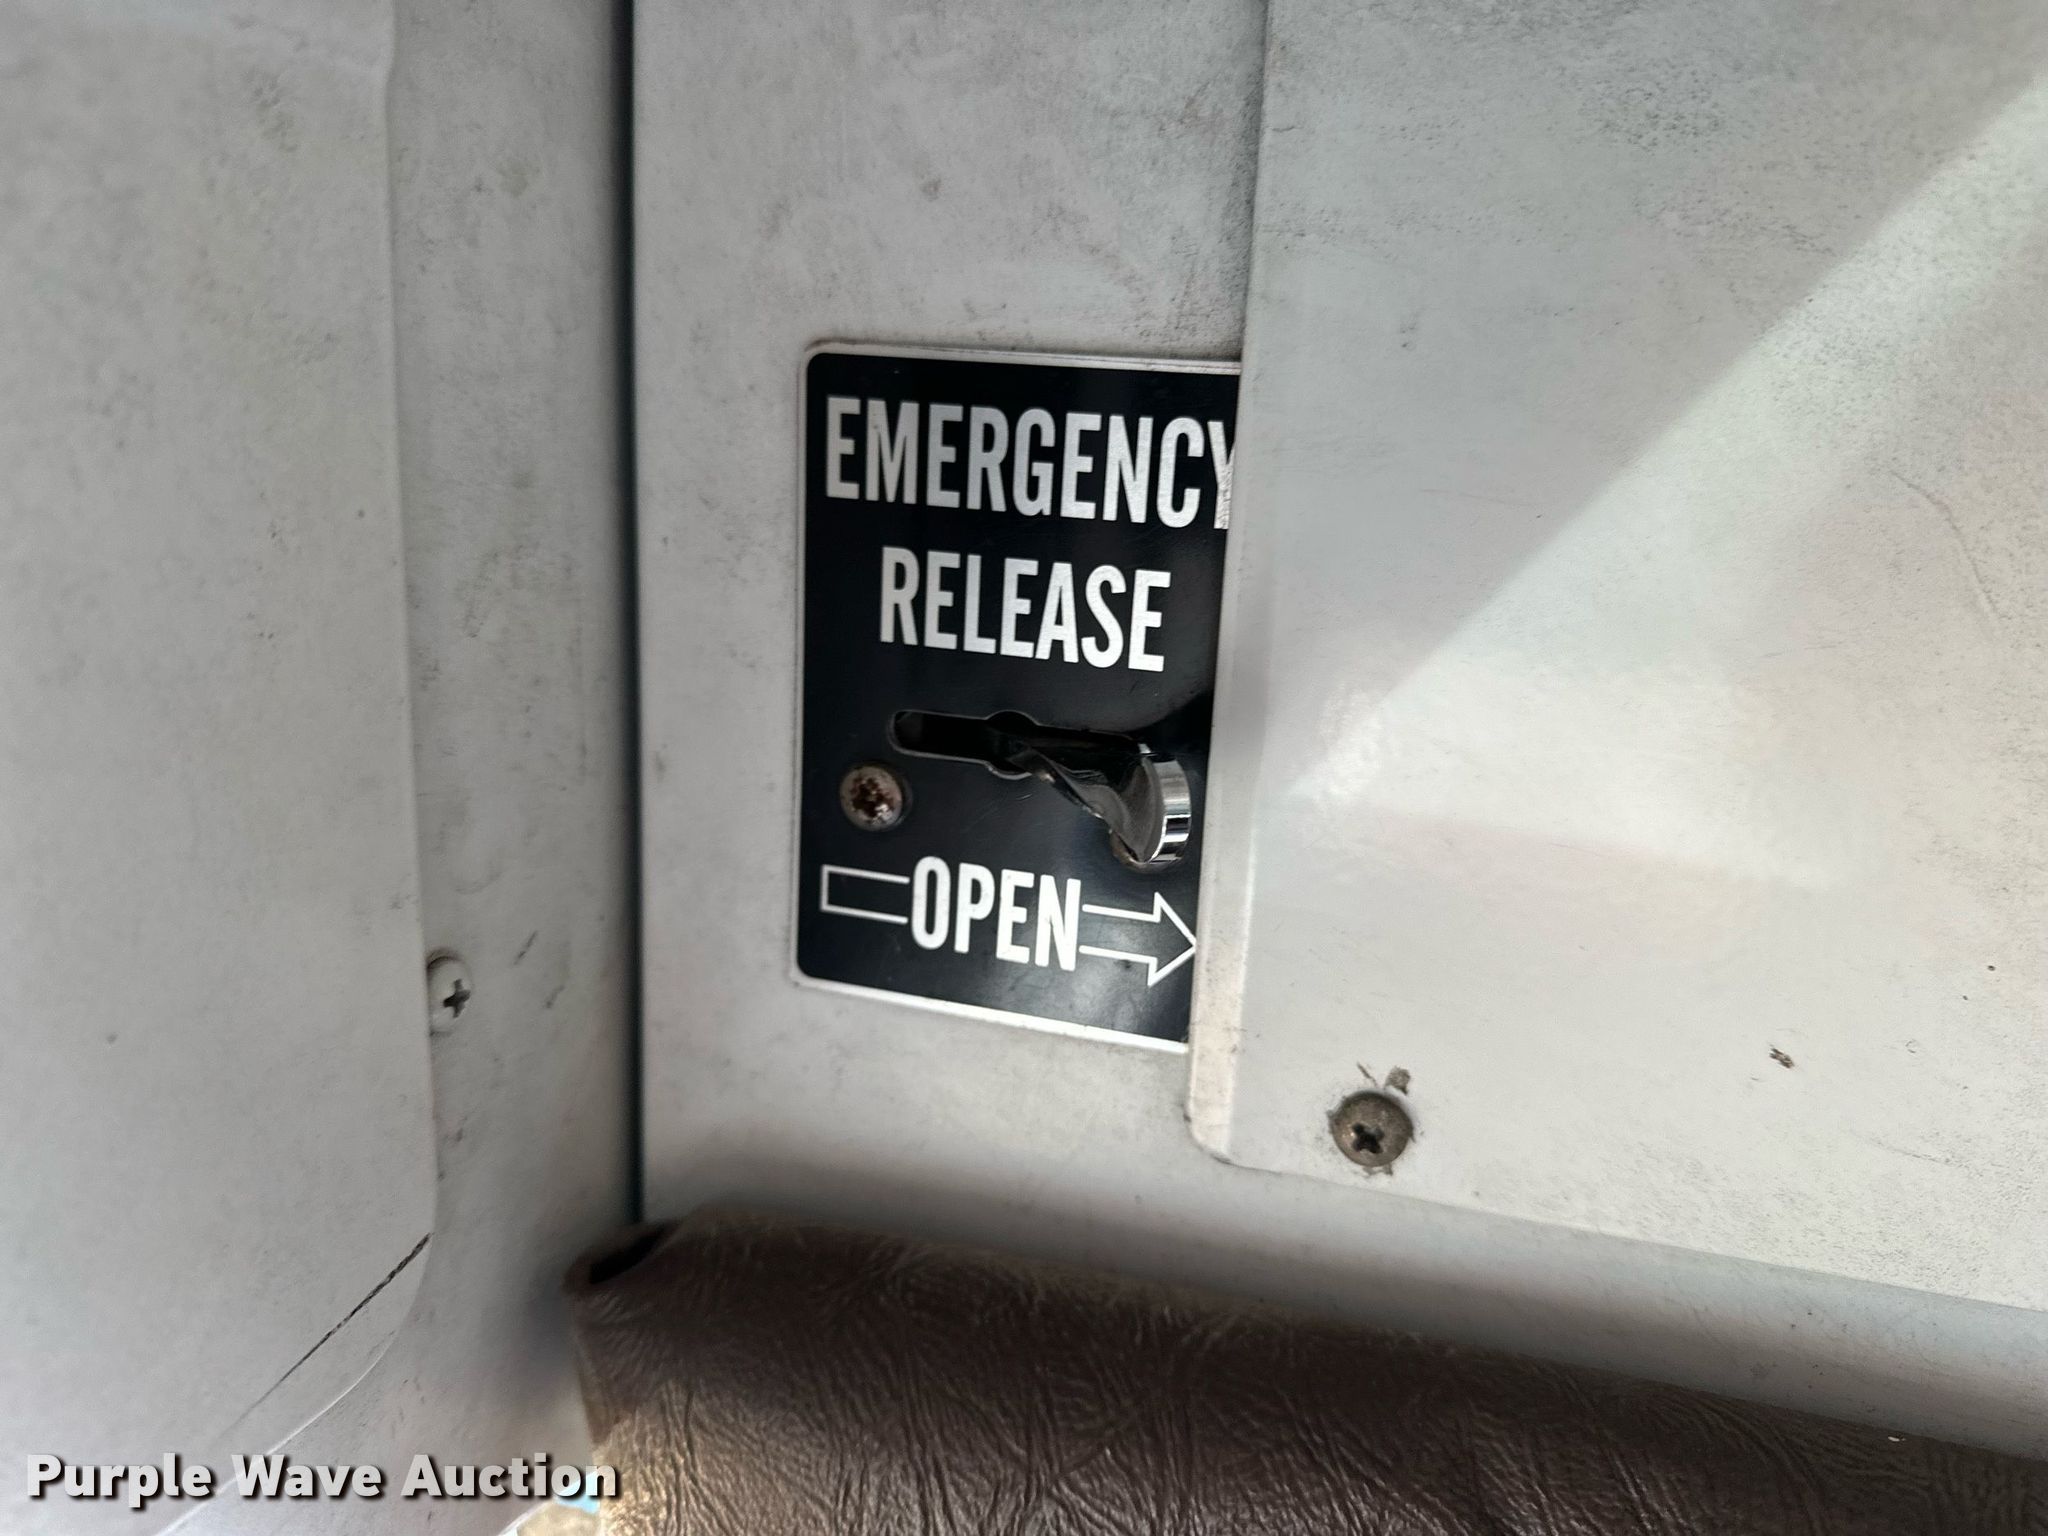 EMERGENCY
RELEASE
OPEN
Purple Wave Auction